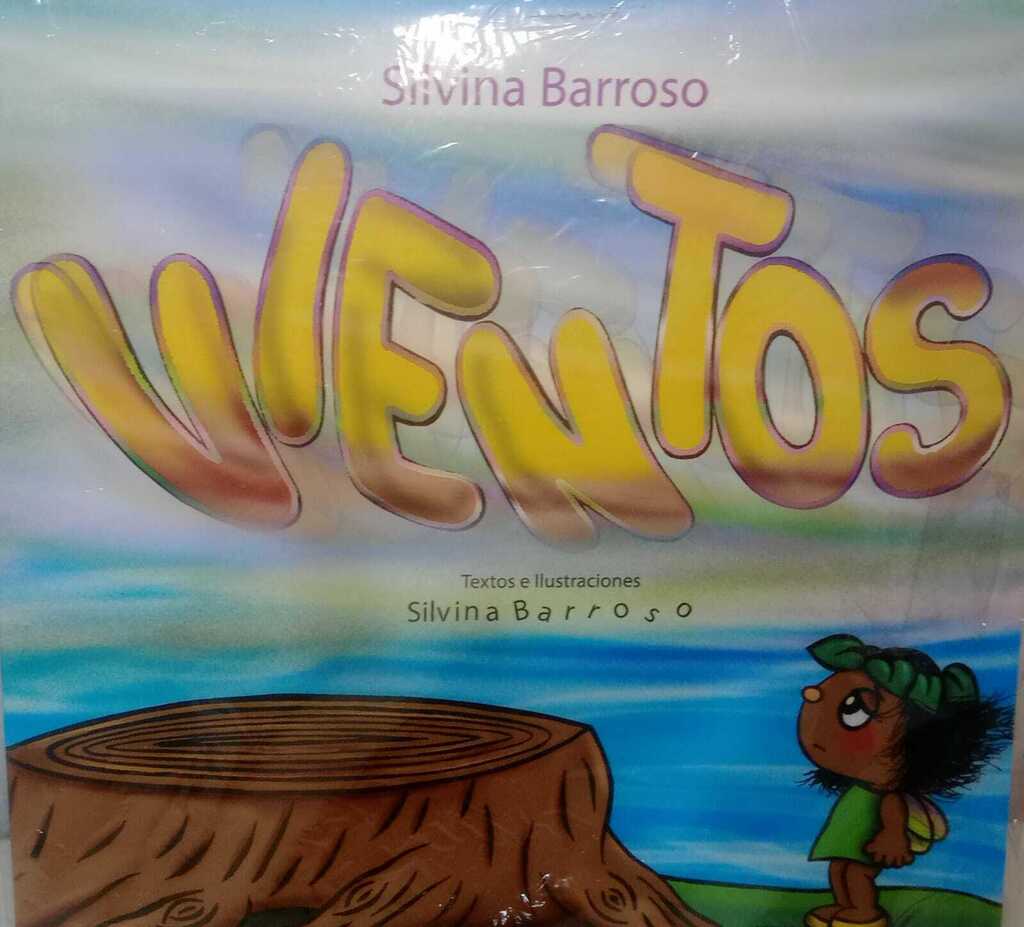 Silvina Barroso
VIENTOS
Textos e Ilustraciones
Silvina Barroso